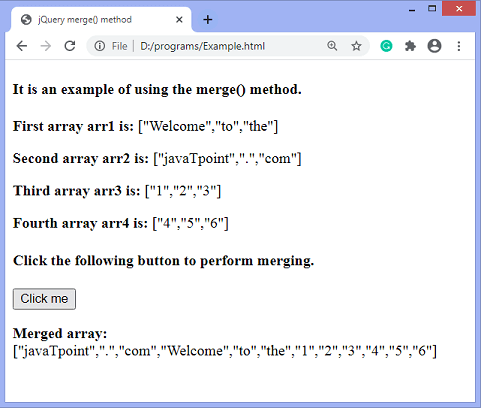 jQuery merge() method
File | D:/programs/Example.html
It is an example of using the merge() method.
First array arr1 is: ["Welcome","to","the"]
Second array arr2 is: ["javaTpoint",".","com"]
Third array arr3 is: ["1","2","3"]
Fourth array arr4 is: ["4","5","6"]
Click the following button to perform merging.
Click me
Merged array:
["javaTpoint",".","com","Welcome","to","the","1","2","3","4","5","6"]